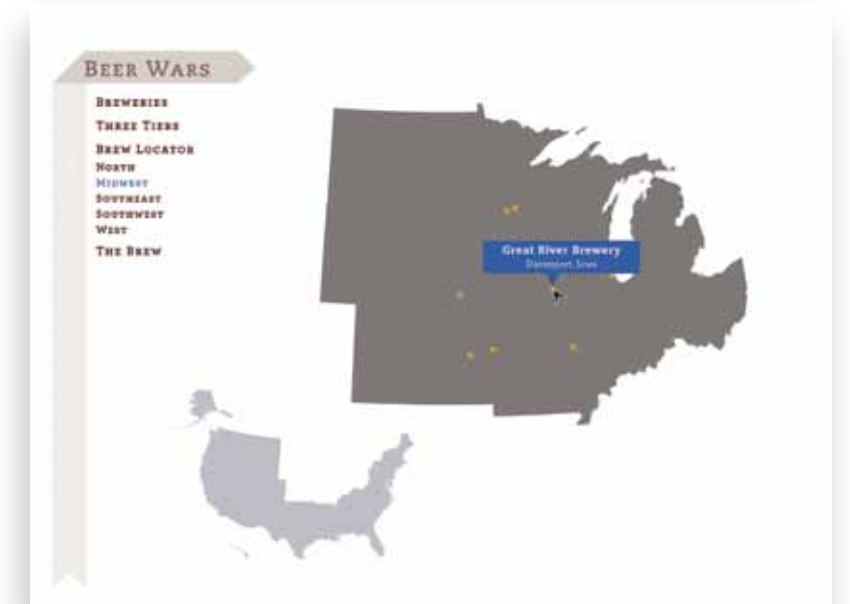 Beer Wars
Breweries
Three Tiers
Brew Locator
North
Midwest
Southeast
Southwest
West
The Brew
Great River Brewery
Davenport, Iowa